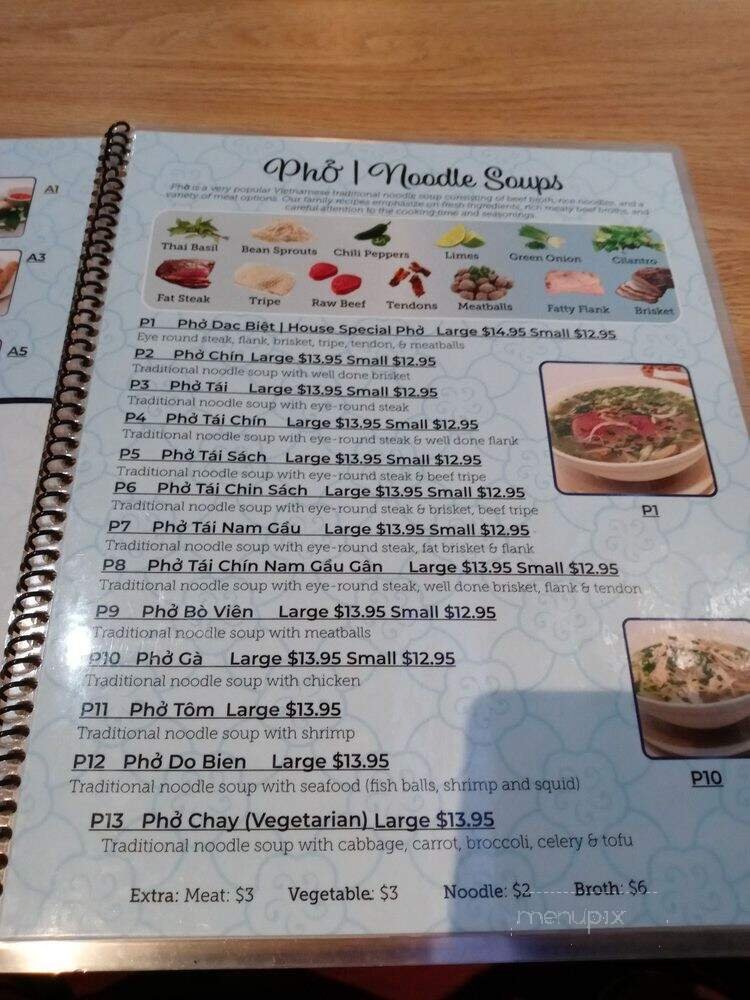 A1
A3
A5
Phở | Noodle Soups
Phở is a very popular Vietnamese traditional noodle soup consisting of beef broth, rice noodles, and a
variety of meat options. Our family recipes emphasize on fresh ingredients, rich meaty beef broths, and
careful attention to the cooking time and seasonings.
Thai Basil Bean Sprouts Chili Peppers Limes Green Onion Cilantro
Fat Steak Tripe Raw Beef Tendons Meatballs Fatty Flank Brisket
P1 Phở Dac Biệt | House Special Phở Large $14.95 Small $12.95
Eye round steak, flank, brisket, tripe, tendon, & meatballs
P2 Phở Chín Large $13.95 Small $12.95
Traditional noodle soup with well done brisket
P3 Phở Tái Large $13.95 Small $12.95
Traditional noodle soup with eye-round steak
P4 Phở Tái Chín Large $13.95 Small $12.95
Traditional noodle soup with eye-round steak & well done flank
P5 Phở Tái Sách Large $13.95 Small $12.95
Traditional noodle soup with eye-round steak & beef tripe
P6 Phở Tái Chin Sách Large $13.95 Small $12.95
Traditional noodle soup with eye-round steak & brisket, beef tripe
P7 Phở Tái Nam Gầu Large $13.95 Small $12.95
Traditional noodle soup with eye-round steak, fat brisket & flank
P8 Phở Tái Chín Nam Gầu Gân Large $13.95 Small $12.95
Traditional noodle soup with eye-round steak, well done brisket, flank & tendon
P9 Phở Bò Viên Large $13.95 Small $12.95
Traditional noodle soup with meatballs
P10 Phở Gà Large $13.95 Small $12.95
Traditional noodle soup with chicken
P11 Phở Tôm Large $13.95
Traditional noodle soup with shrimp
P12 Phở Do Bien Large $13.95
Traditional noodle soup with seafood (fish balls, shrimp and squid)
P13 Phở Chay (Vegetarian) Large $13.95
Traditional noodle soup with cabbage, carrot, broccoli, celery & tofu
Extra: Meat: $3 Vegetable: $3 Noodle: $2 Broth: $6
P1
P10
menupix